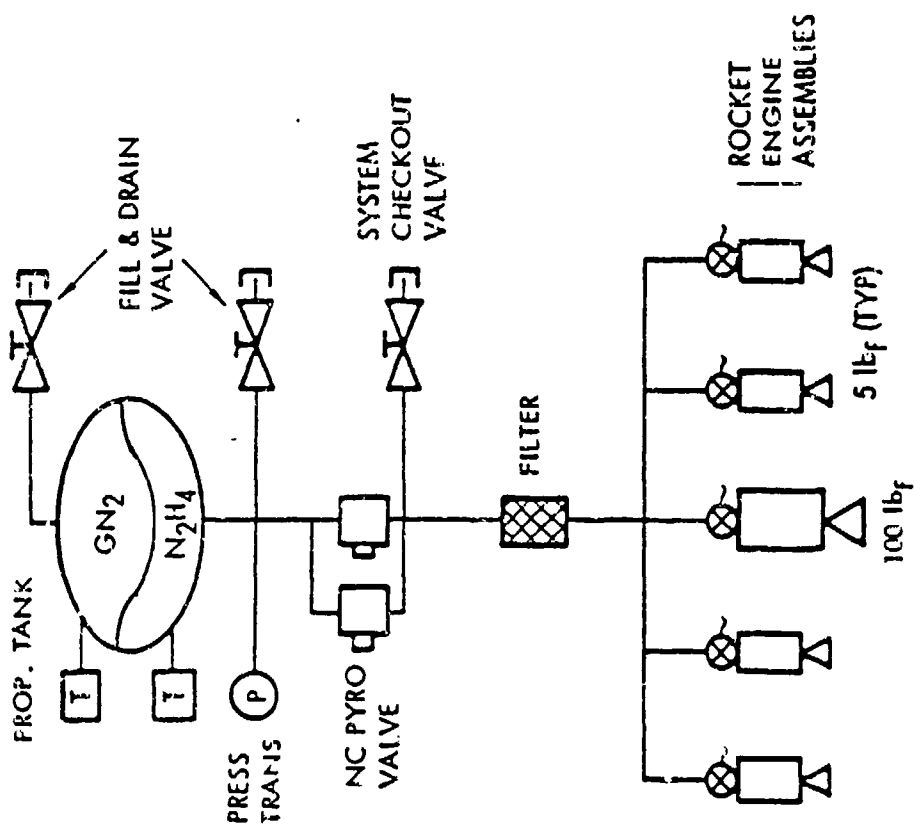 PROP. TANK
GN2
N2H4
T
T
FILL & DRAIN
VALVE
P
PRESS
TRANS
NC PYRO
VALVE
SYSTEM
CHECKOUT
VALVE
FILTER
ROCKET
ENGINE
ASSEMBLIES
100 lbf
5 lbf (TYP)